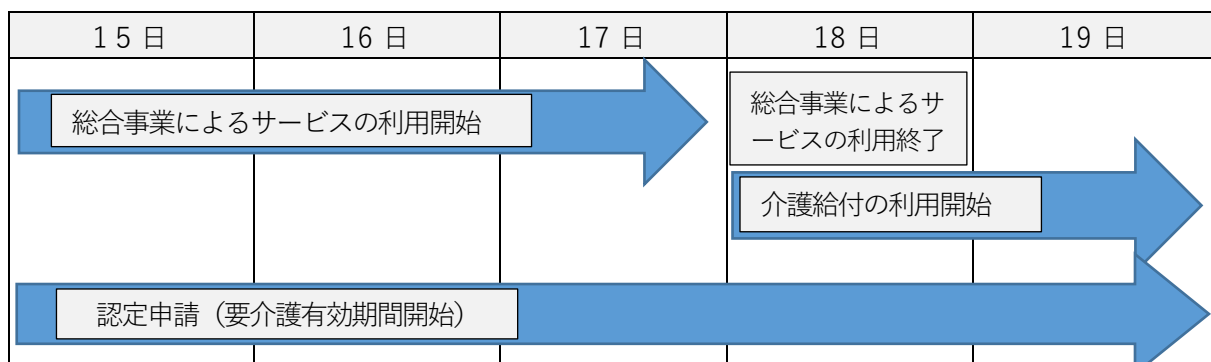 １５日 16日 17日 18日 19日
総合事業によるサービスの利用開始
総合事業によるサ
ービスの利用終了
介護給付の利用開始
認定申請（要介護有効期間開始）